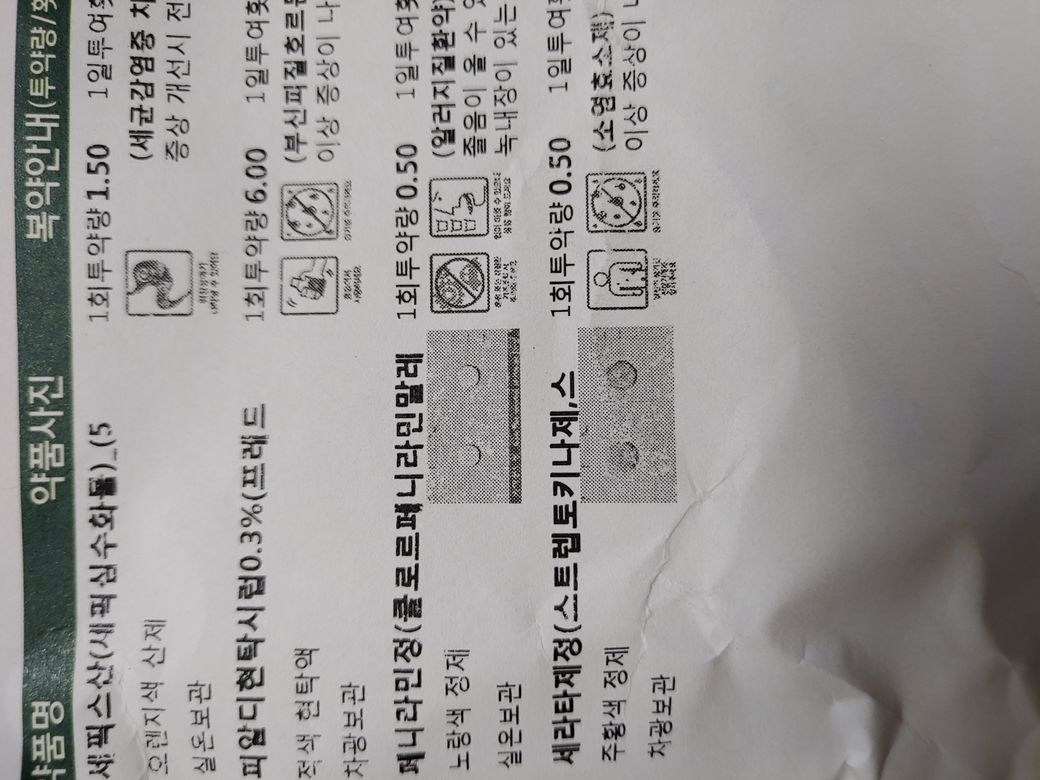 약품명 약품사진 복약안내(투약량/횟
세픽스산(세픽심수화물)_(5 1회투약량 1.50 1일투여횟
오렌지색 산제 (세균감염증 치
실온보관 증상 개선시 전
피알디현탁시럽0.3%(프레드 1회투약량 6.00 1일투여횟
적색 현탁액 (부신피질호르몬
차광보관 이상 증상이 나
페니라민정(클로르페니라민말레 1회투약량 0.50 1일투여횟
노랑색 정제 (알러지질환약)
졸음이 올 수 있
실온보관 녹내장이 있는
세라타제정(스트렙토키나제,스 1회투약량 0.50 1일투여횟
주황색 정제 (소염효소제)
차광보관 이상 증상이 나